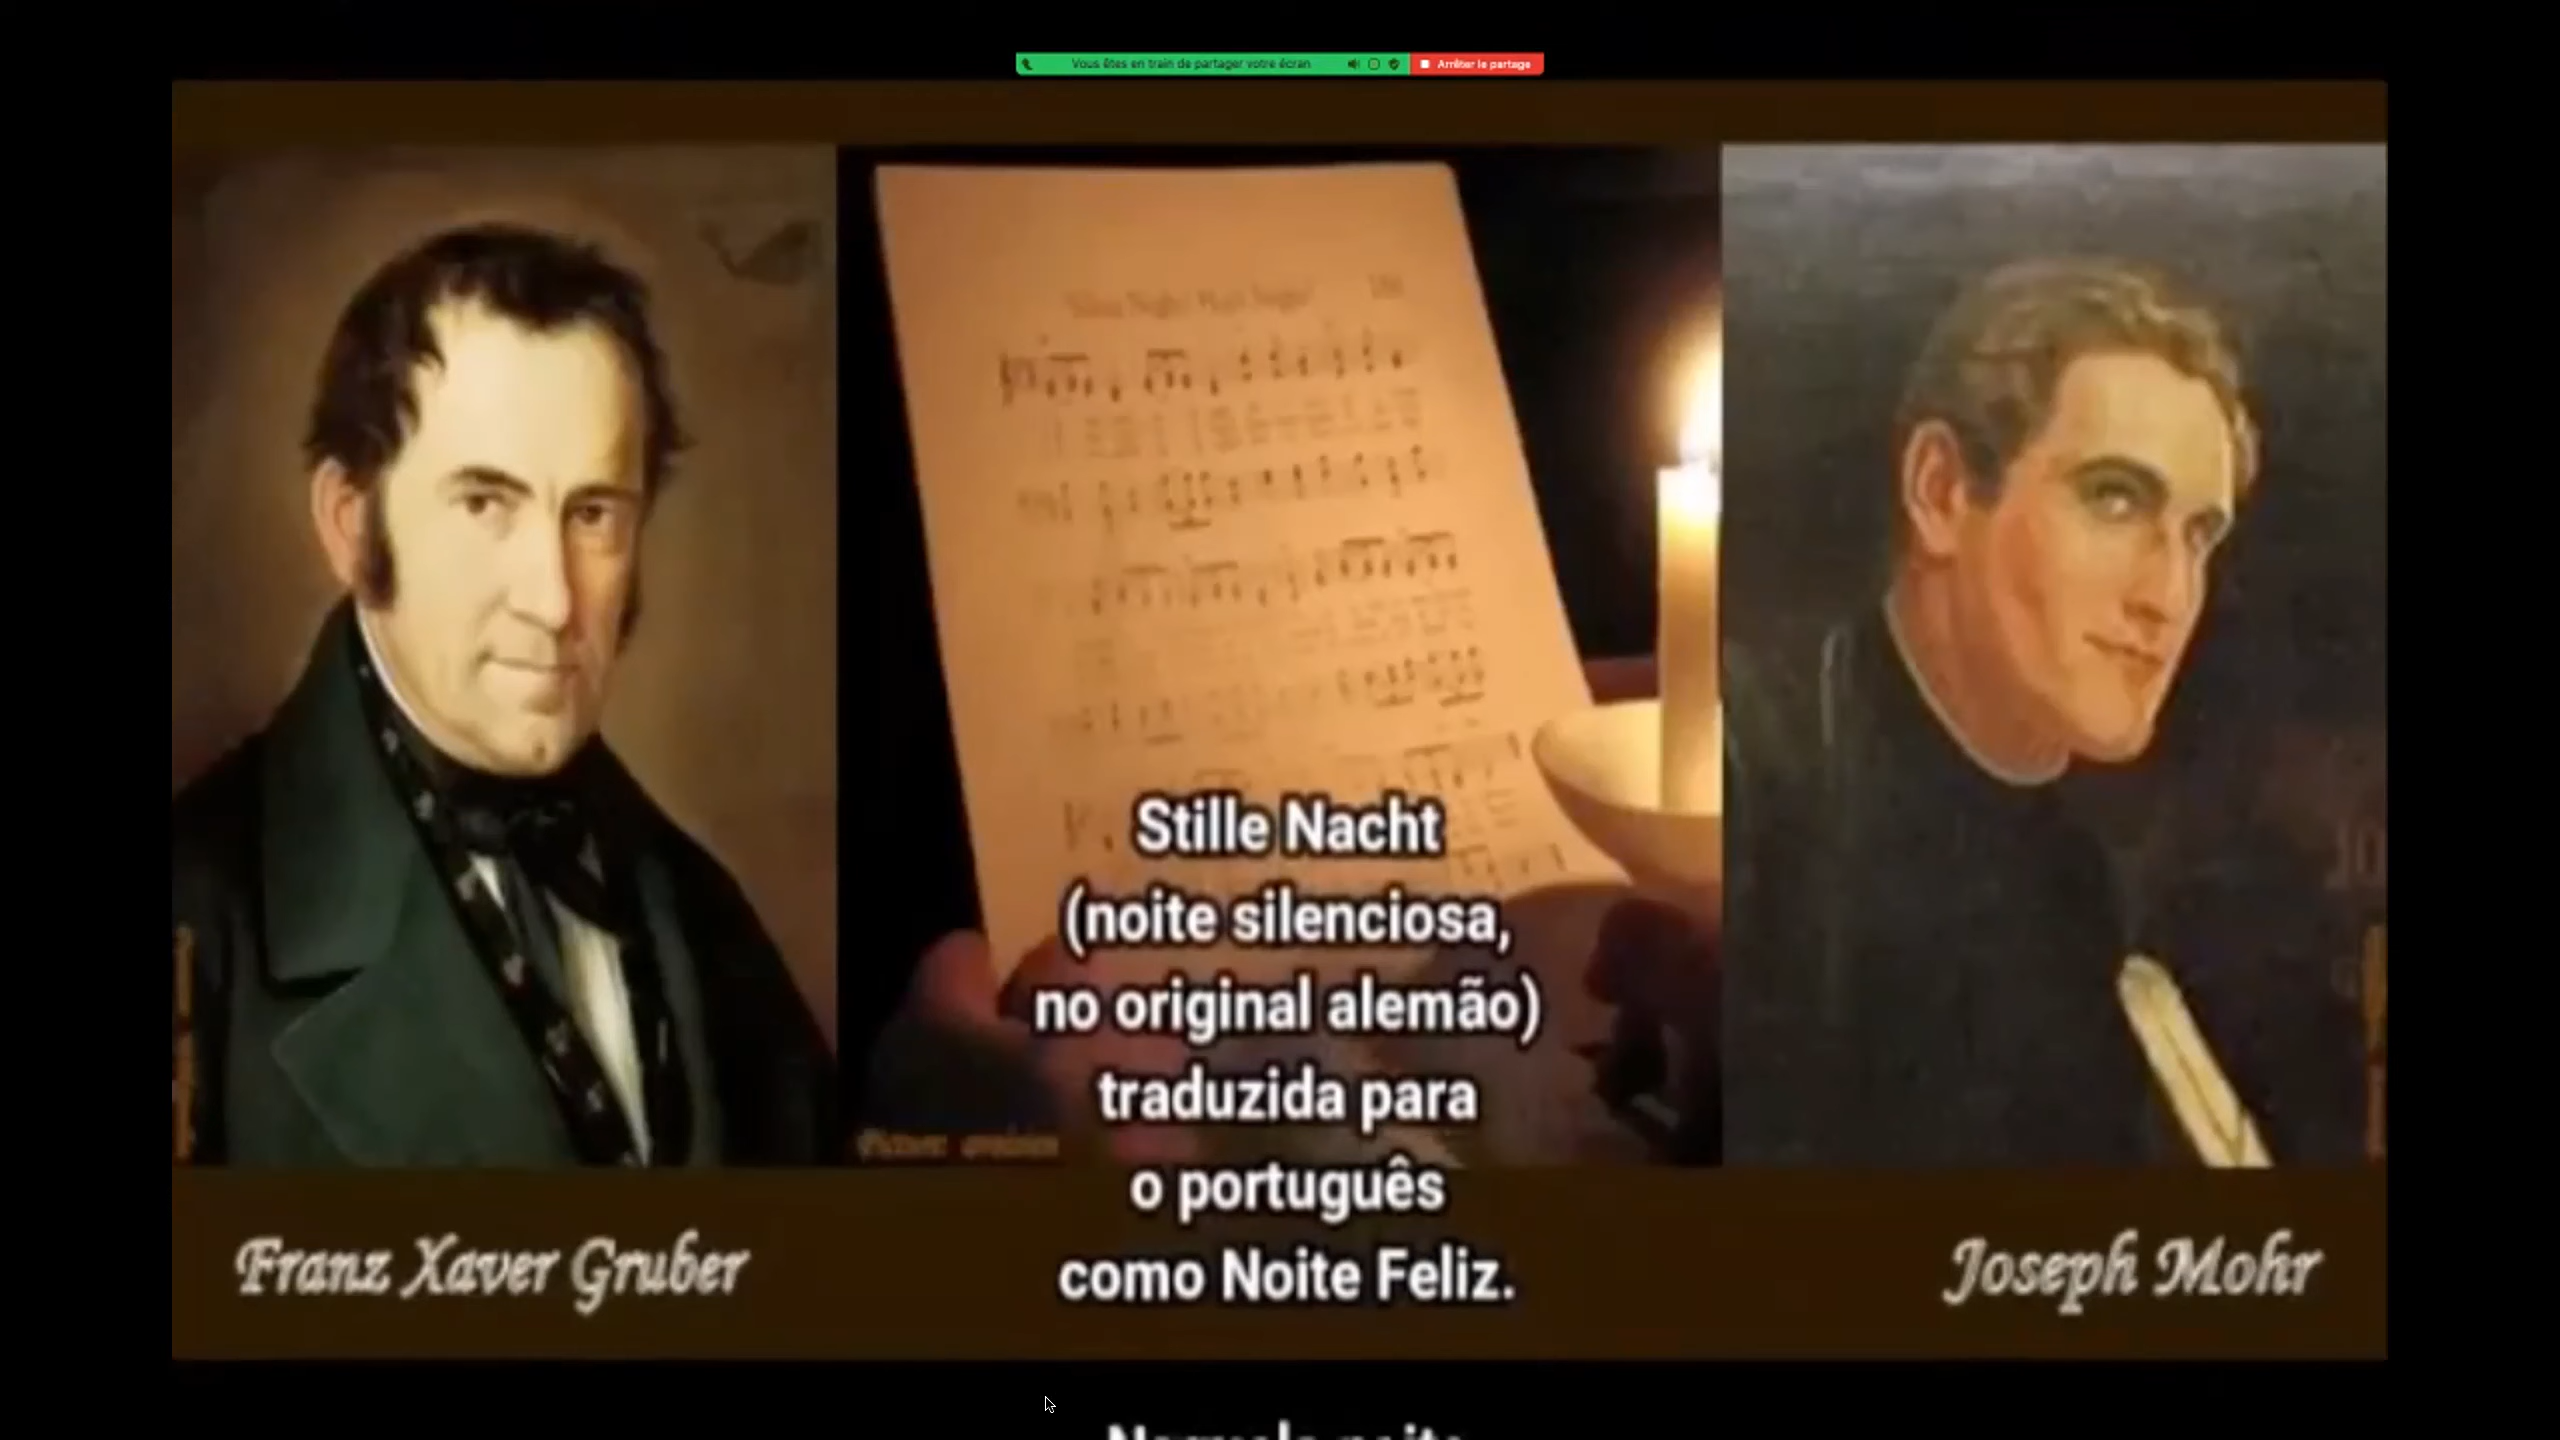 Vous êtes en train de partager votre écran
Arrêter le partage
Stille Nacht
(noite silenciosa,
no original alemão)
traduzida para
o português
como Noite Feliz.
Franz Xaver Gruber
Joseph Mohr